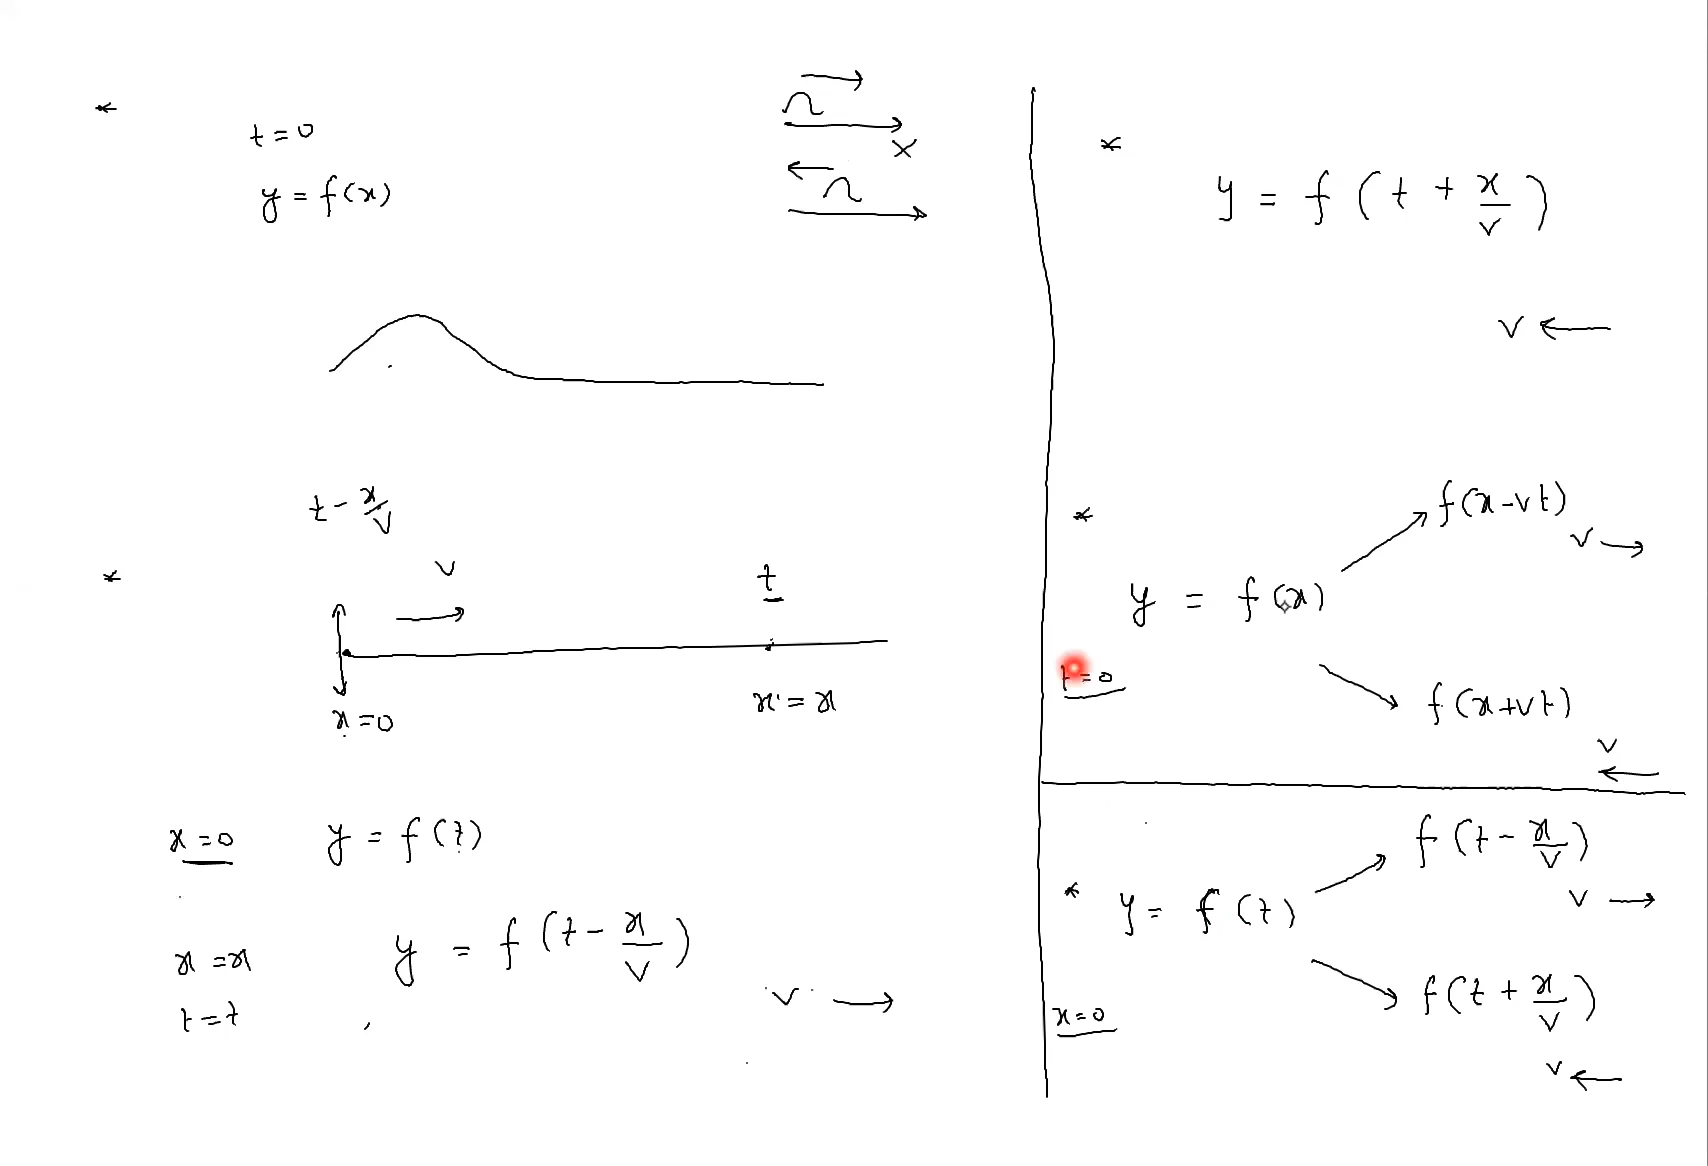 *
t = 0
y = f(x)
x
t - x/v
*
v
t
x = 0
x = x
x = 0
y = f(t)
x = x
y = f(t - x/v)
t = t
v →
*
y = f(t + x/v)
v ←
*
f(x - vt)
v →
y = f(x)
t = 0
f(x + vt)
v
←
*
f(t - x/v)
v →
y = f(t)
f(t + x/v)
x = 0
v ←